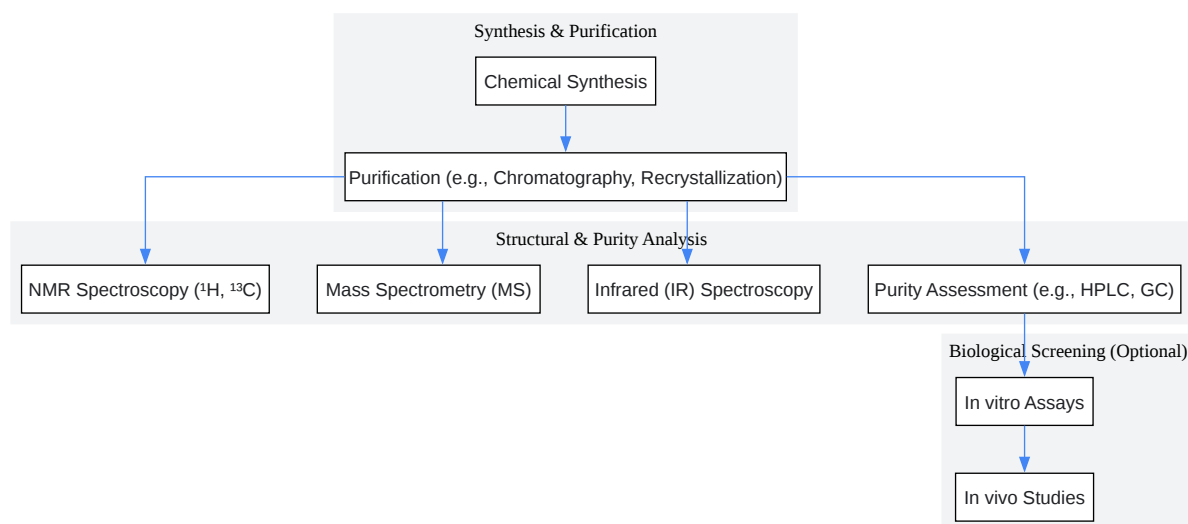 Synthesis & Purification
Chemical Synthesis
Purification (e.g., Chromatography, Recrystallization)
Structural & Purity Analysis
NMR Spectroscopy (¹H, ¹³C)
Mass Spectrometry (MS)
Infrared (IR) Spectroscopy
Purity Assessment (e.g., HPLC, GC)
Biological Screening (Optional)
In vitro Assays
In vivo Studies